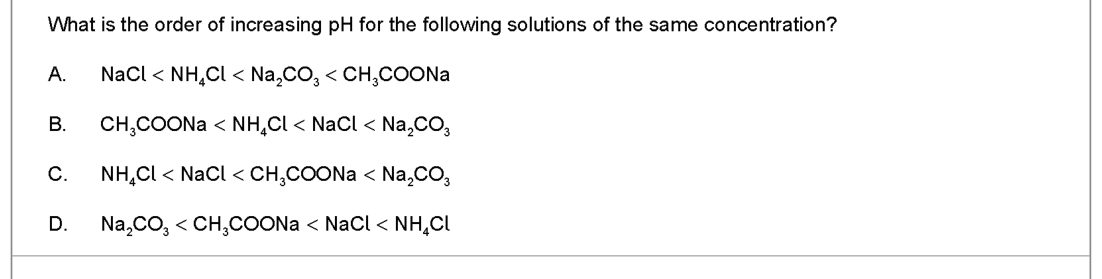 What is the order of increasing pH for the following solutions of the same concentration?
A. NaCl < NH₄Cl < Na₂CO₃ < CH₃COONa
B. CH₃COONa < NH₄Cl < NaCl < Na₂CO₃
C. NH₄Cl < NaCl < CH₃COONa < Na₂CO₃
D. Na₂CO₃ < CH₃COONa < NaCl < NH₄Cl